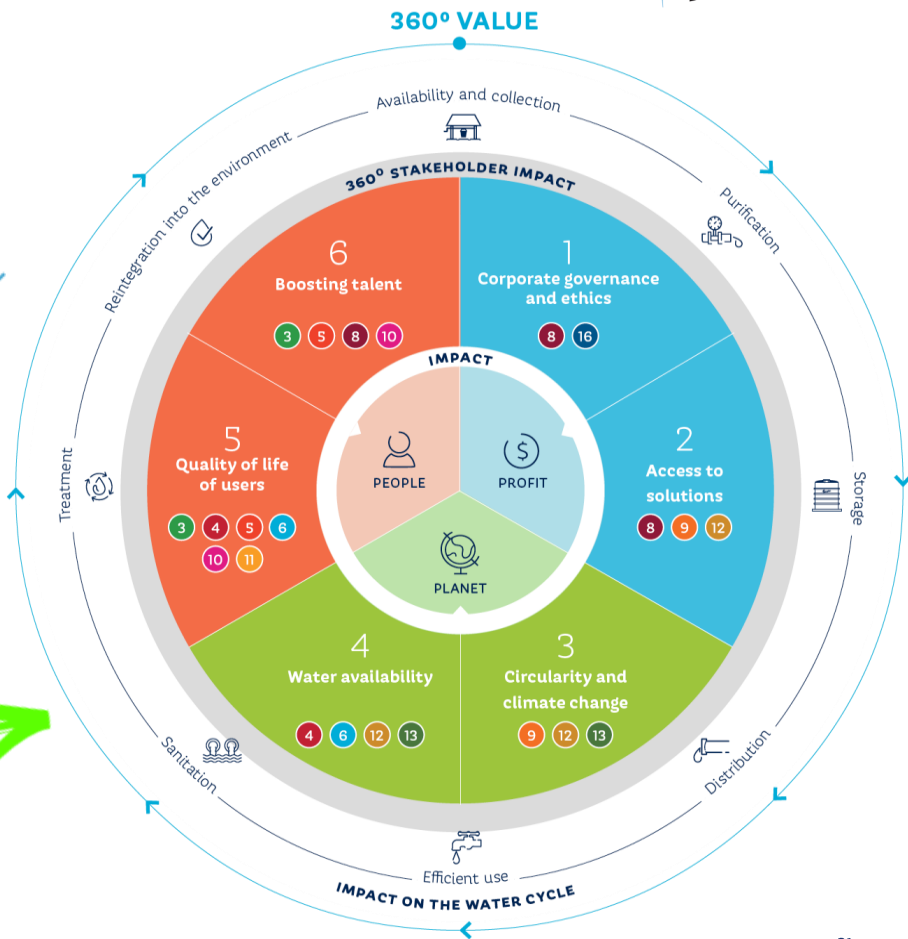 360º VALUE
Availability and collection
Purification
Storage
Distribution
Efficient use
Sanitation
Treatment
Reintegration into the environment
360º STAKEHOLDER IMPACT
1
Corporate governance
and ethics
8 16
2
Access to
solutions
8 9 12
3
Circularity and
climate change
9 12 13
4
Water availability
4 6 12 13
5
Quality of life
of users
3 4 5 6
10 11
6
Boosting talent
3 5 8 10
IMPACT
PEOPLE
$
PROFIT
PLANET
IMPACT ON THE WATER CYCLE